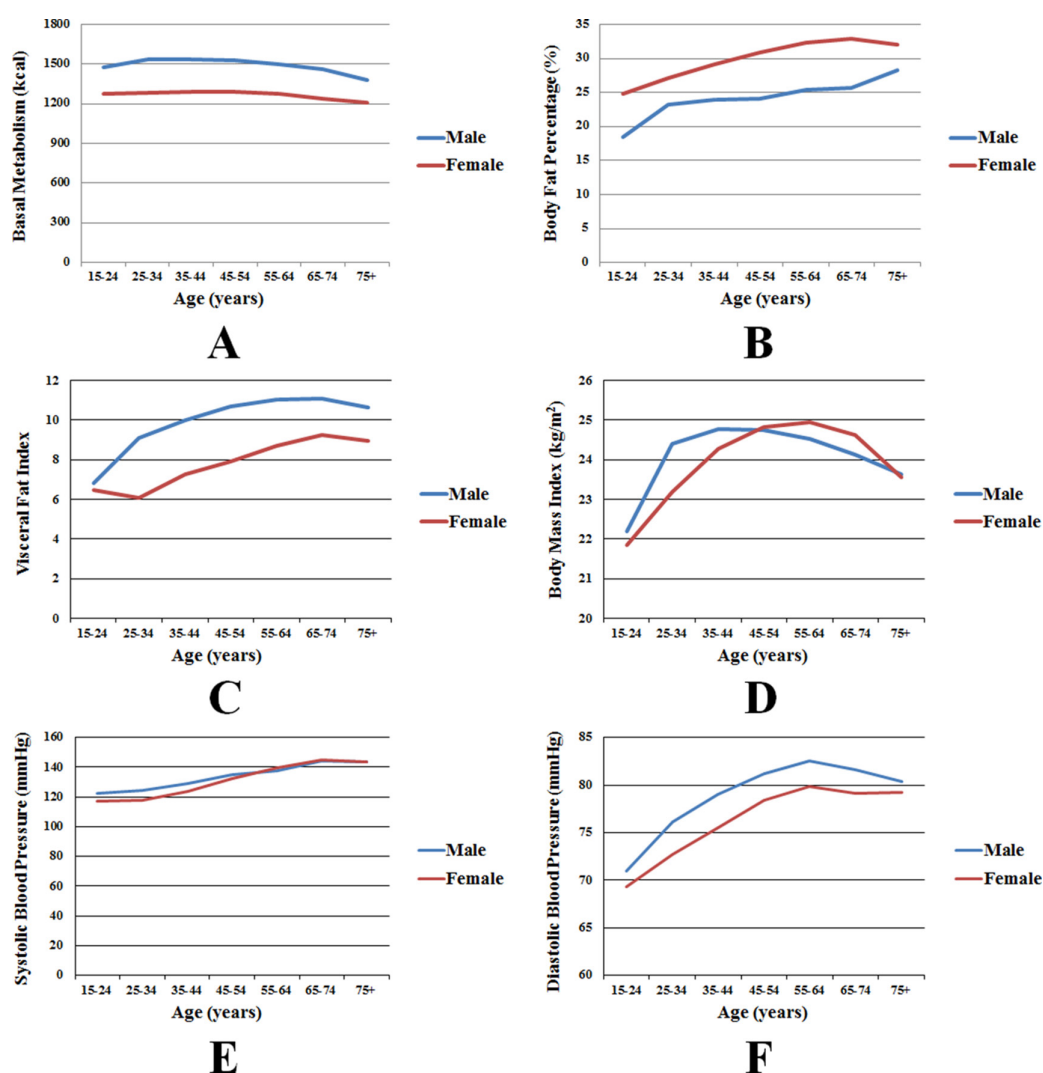 Basal Metabolism (kcal)
1800
1500
1200
900
600
300
0
15-24 25-34 35-44 45-54 55-64 65-74 75+
Age (years)
Male
Female
A
Body Fat Percentage (%)
35
30
25
20
15
10
5
0
15-24 25-34 35-44 45-54 55-64 65-74 75+
Age (years)
Male
Female
B
Visceral Fat Index
12
10
8
6
4
2
0
15-24 25-34 35-44 45-54 55-64 65-74 75+
Age (years)
Male
Female
C
Body Mass Index (kg/m²)
26
25
24
23
22
21
20
15-24 25-34 35-44 45-54 55-64 65-74 75+
Age (years)
Male
Female
D
Systolic Blood Pressure (mmHg)
160
140
120
100
80
60
40
20
0
15-24 25-34 35-44 45-54 55-64 65-74 75+
Age (years)
Male
Female
E
Diastolic Blood Pressure (mmHg)
85
80
75
70
65
60
15-24 25-34 35-44 45-54 55-64 65-74 75+
Age (years)
Male
Female
F